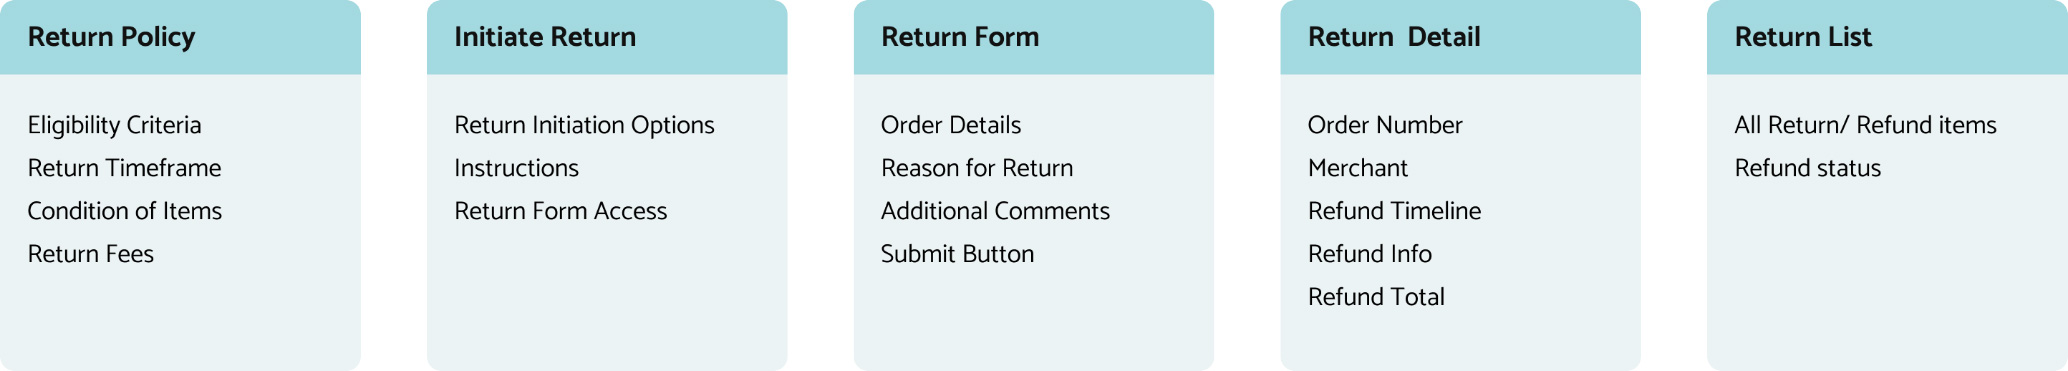 Return Policy
Eligibility Criteria
Return Timeframe
Condition of Items
Return Fees
Initiate Return
Return Initiation Options
Instructions
Return Form Access
Return Form
Order Details
Reason for Return
Additional Comments
Submit Button
Return  Detail
Order Number
Merchant
Refund Timeline
Refund Info
Refund Total
Return List
All Return/ Refund items
Refund status